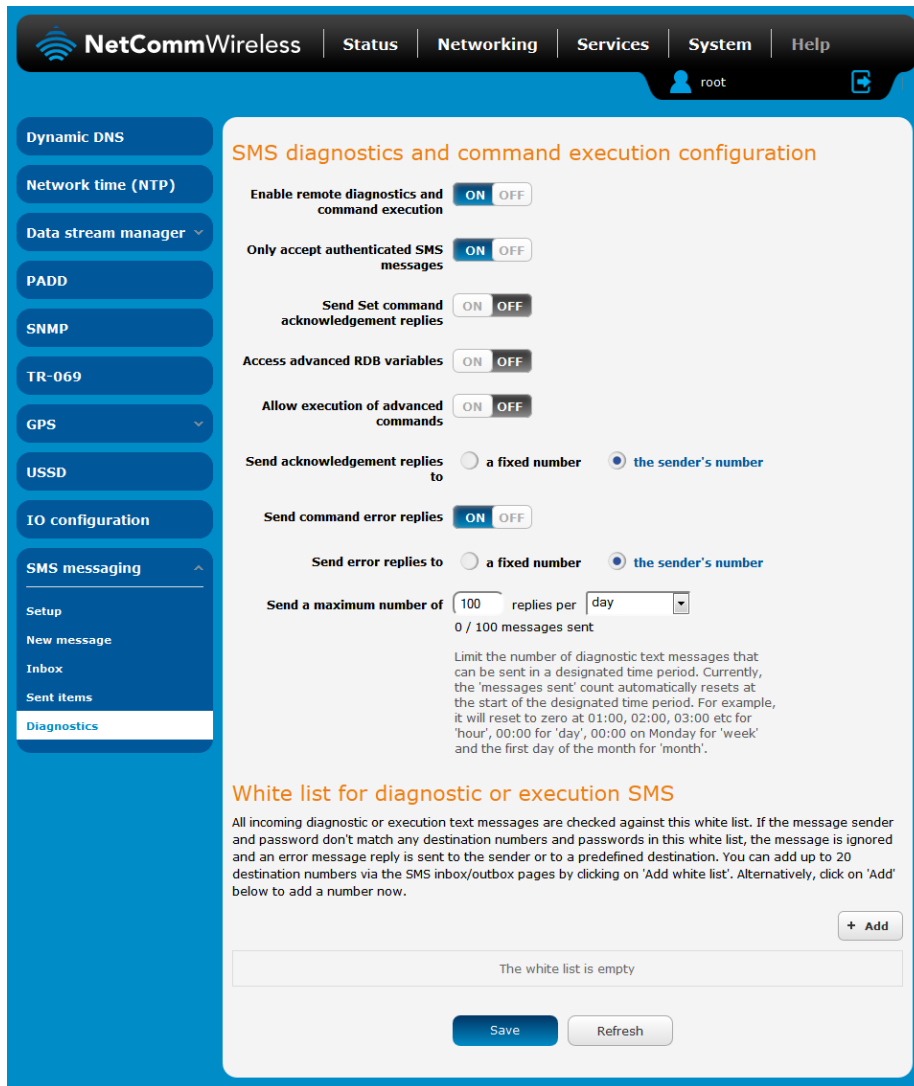 NetCommWireless
Status
Networking
Services
System
Help
root
Dynamic DNS
Network time (NTP)
Data stream manager
PADD
SNMP
TR-069
GPS
USSD
IO configuration
SMS messaging
Setup
New message
Inbox
Sent items
Diagnostics
SMS diagnostics and command execution configuration
Enable remote diagnostics and
command execution
ON OFF
Only accept authenticated SMS
messages
ON OFF
Send Set command
acknowledgement replies
ON OFF
Access advanced RDB variables
ON OFF
Allow execution of advanced
commands
ON OFF
Send acknowledgement replies
to
a fixed number
the sender's number
Send command error replies
ON OFF
Send error replies to
a fixed number
the sender's number
Send a maximum number of
100 replies per day
0 / 100 messages sent
Limit the number of diagnostic text messages that
can be sent in a designated time period. Currently,
the 'messages sent' count automatically resets at
the start of the designated time period. For example,
it will reset to zero at 01:00, 02:00, 03:00 etc for
'hour', 00:00 for 'day', 00:00 on Monday for 'week'
and the first day of the month for 'month'.
White list for diagnostic or execution SMS
All incoming diagnostic or execution text messages are checked against this white list. If the message sender
and password don't match any destination numbers and passwords in this white list, the message is ignored
and an error message reply is sent to the sender or to a predefined destination. You can add up to 20
destination numbers via the SMS inbox/outbox pages by clicking on 'Add white list'. Alternatively, click on 'Add'
below to add a number now.
+ Add
The white list is empty
Save
Refresh